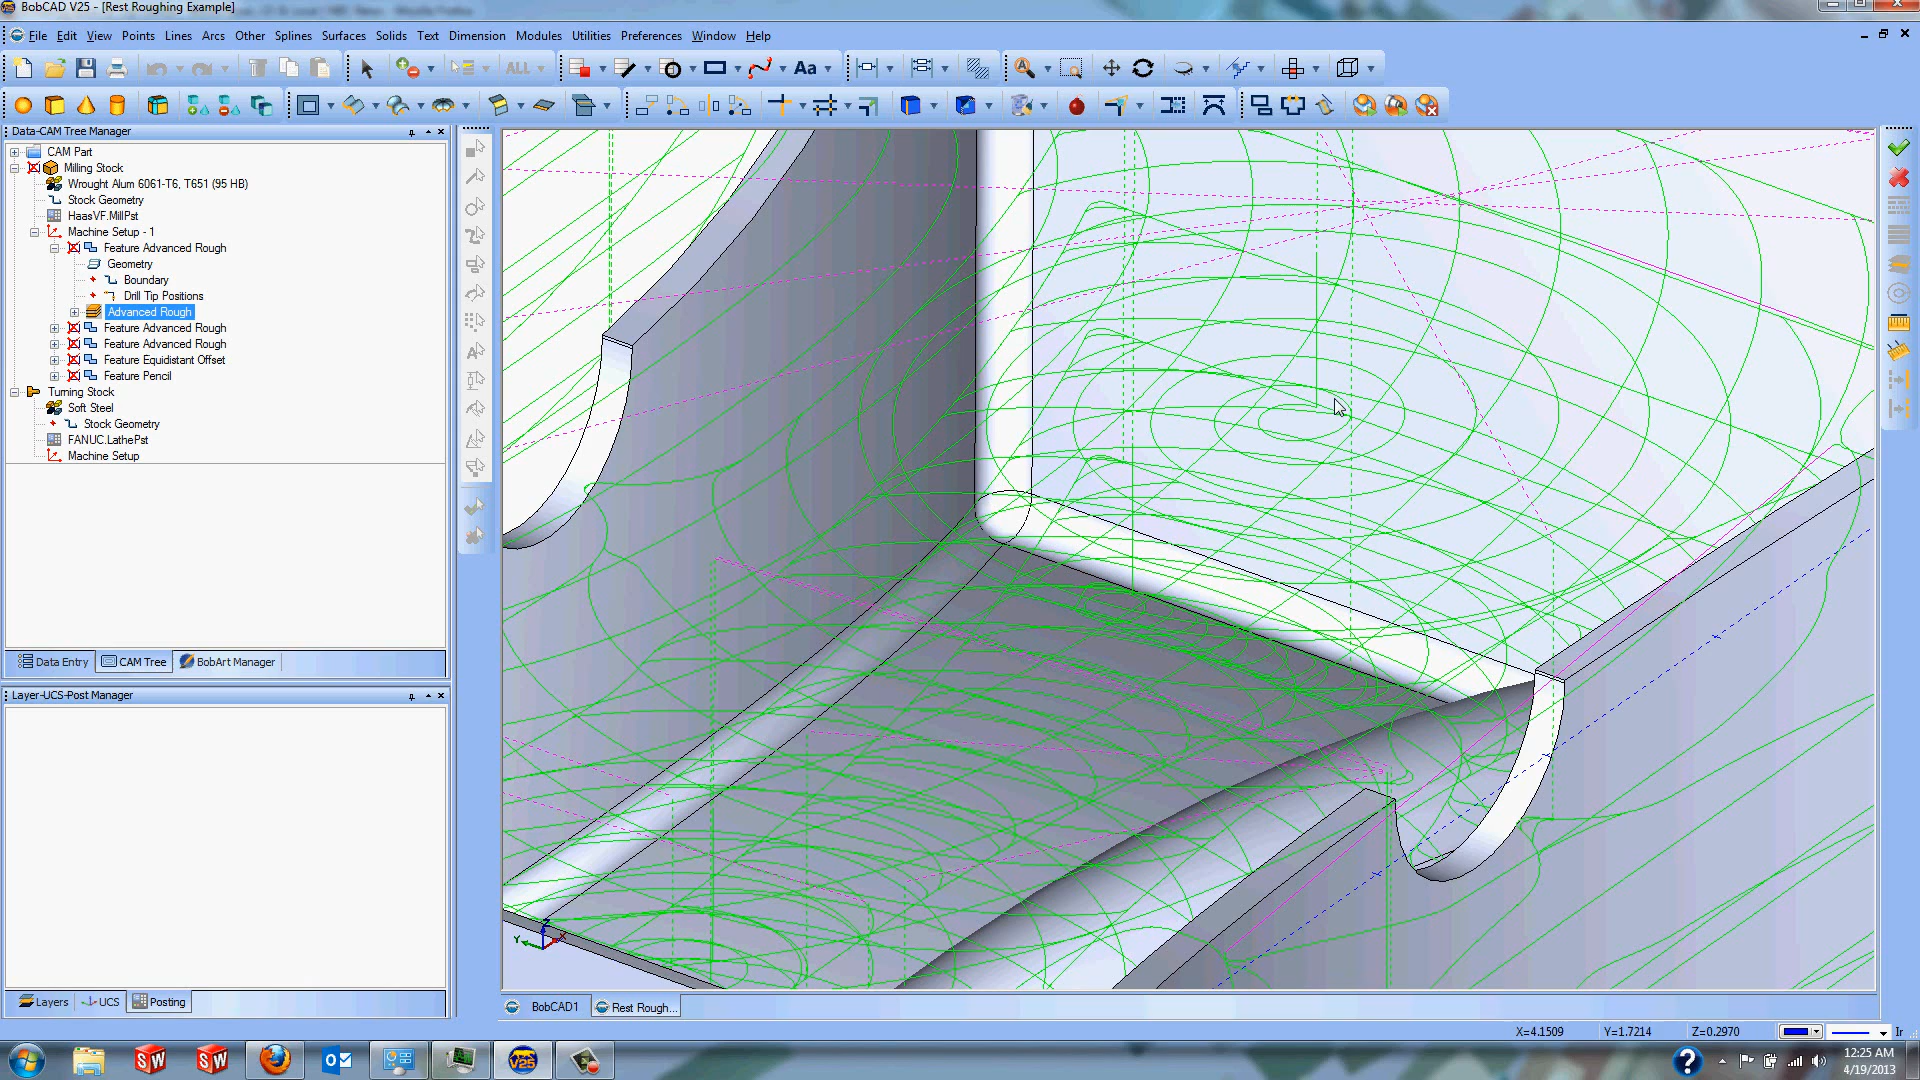 BobCAD V25 - [Rest Roughing Example]
File Edit View Points Lines Arcs Other Splines Surfaces Solids Text Dimension Modules Utilities Preferences Window Help
ALL
Aa
Data-CAM Tree Manager
CAM Part
Milling Stock
Wrought Alum 6061-T6, T651 (95 HB)
Stock Geometry
HaasVF.MillPst
Machine Setup - 1
Feature Advanced Rough
Geometry
Boundary
Drill Tip Positions
Advanced Rough
Feature Advanced Rough
Feature Advanced Rough
Feature Equidistant Offset
Feature Pencil
Turning Stock
Soft Steel
Stock Geometry
FANUC.LathePst
Machine Setup
Data Entry CAM Tree BobArt Manager
Layer-UCS-Post Manager
Layers UCS Posting
Y X
BobCAD1 Rest Rough...
X=4.1509 Y=1.7214 Z=0.2970 Ir
SW SW V25
12:25 AM
4/19/2013